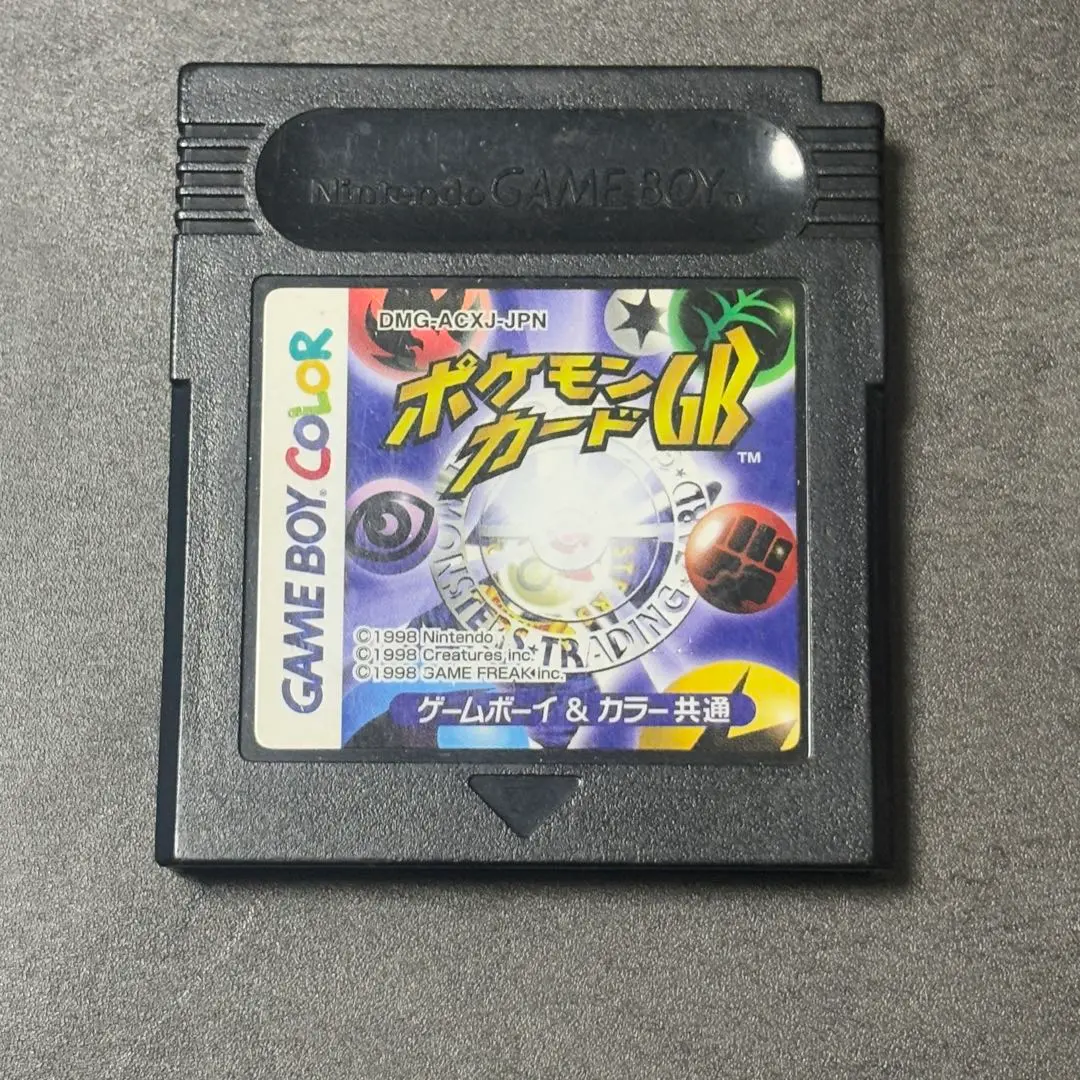 Nintendo GAME BOY™
GAME BOY COLOR
DMG-ACXJ-JPN
ポケモン
カードGB
™
MONSTERS★TRADING★CARD
©1998 Nintendo
©1998 Creatures inc.
©1998 GAME FREAK inc.
ゲームボーイ & カラー共通